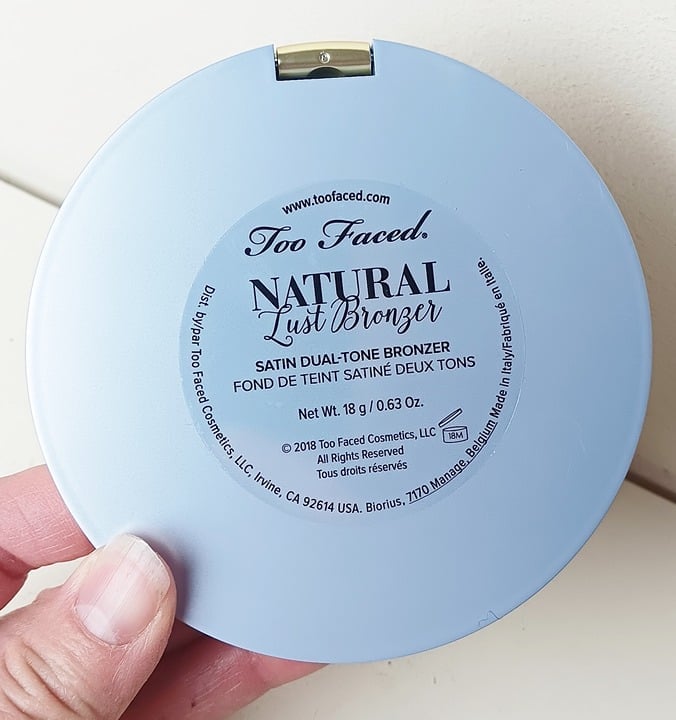 www.toofaced.com
Too Faced®
NATURAL
Lust Bronzer
SATIN DUAL-TONE BRONZER
FOND DE TEINT SATINÉ DEUX TONS
Net Wt. 18 g / 0.63 Oz.
18M
© 2018 Too Faced Cosmetics, LLC
All Rights Reserved
Tous droits réservés
Dist. by/par Too Faced Cosmetics, LLC, Irvine, CA 92614 USA. Biorius, 7170 Manage, Belgium Made in Italy/Fabriqué en Italie.